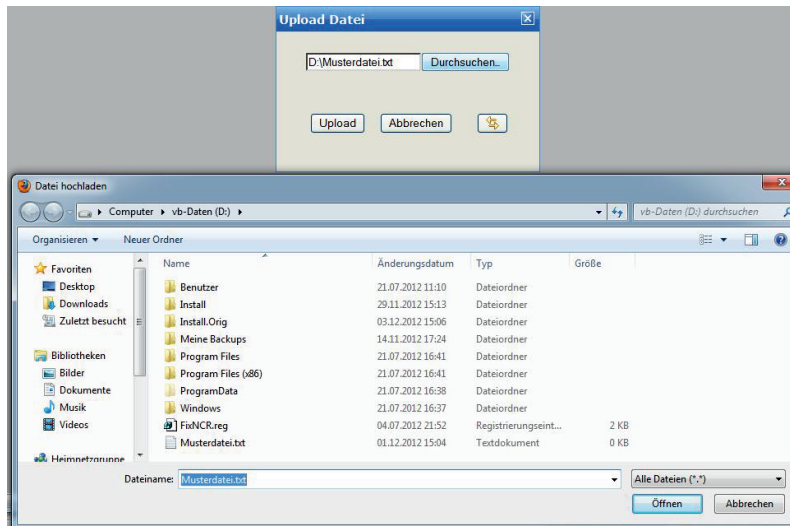 Upload Datei
D:\Musterdatei.txt Durchsuchen...
Upload Abbrechen
Datei hochladen
Computer vb-Daten (D:) vb-Daten (D:) durchsuchen
Organisieren Neuer Ordner
Favoriten
Desktop
Downloads
Zuletzt besucht
Bibliotheken
Bilder
Dokumente
Musik
Videos
Heimnetzgruppe
Name Änderungsdatum Typ Größe
Benutzer 21.07.2012 11:10 Dateiordner
Install 29.11.2012 15:13 Dateiordner
Install.Orig 03.12.2012 15:06 Dateiordner
Meine Backups 14.11.2012 17:24 Dateiordner
Program Files 21.07.2012 16:41 Dateiordner
Program Files (x86) 21.07.2012 16:41 Dateiordner
ProgramData 21.07.2012 16:38 Dateiordner
Windows 21.07.2012 16:37 Dateiordner
FixNCR.reg 04.07.2012 21:52 Registrierungseint... 2 KB
Musterdatei.txt 01.12.2012 15:04 Textdokument 0 KB
Dateiname: Musterdatei.txt Alle Dateien (*.*)
Öffnen Abbrechen